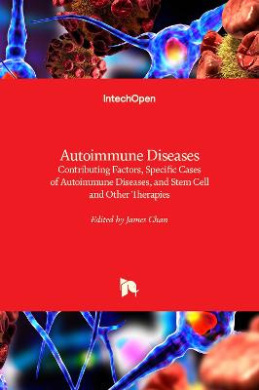 IntechOpen
Autoimmune Diseases
Contributing Factors, Specific Cases
of Autoimmune Diseases, and Stem Cell
and Other Therapies
Edited by James Chan